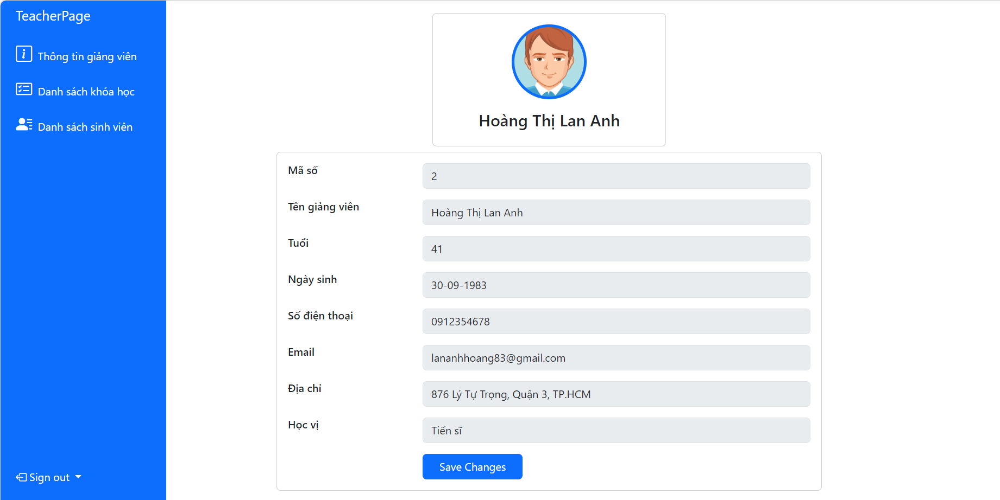 TeacherPage
Thông tin giảng viên
Danh sách khóa học
Danh sách sinh viên
Sign out
Hoàng Thị Lan Anh
Mã số
2
Tên giảng viên
Hoàng Thị Lan Anh
Tuổi
41
Ngày sinh
30-09-1983
Số điện thoại
0912354678
Email
lananhhoang83@gmail.com
Địa chỉ
876 Lý Tự Trọng, Quận 3, TP.HCM
Học vị
Tiến sĩ
Save Changes